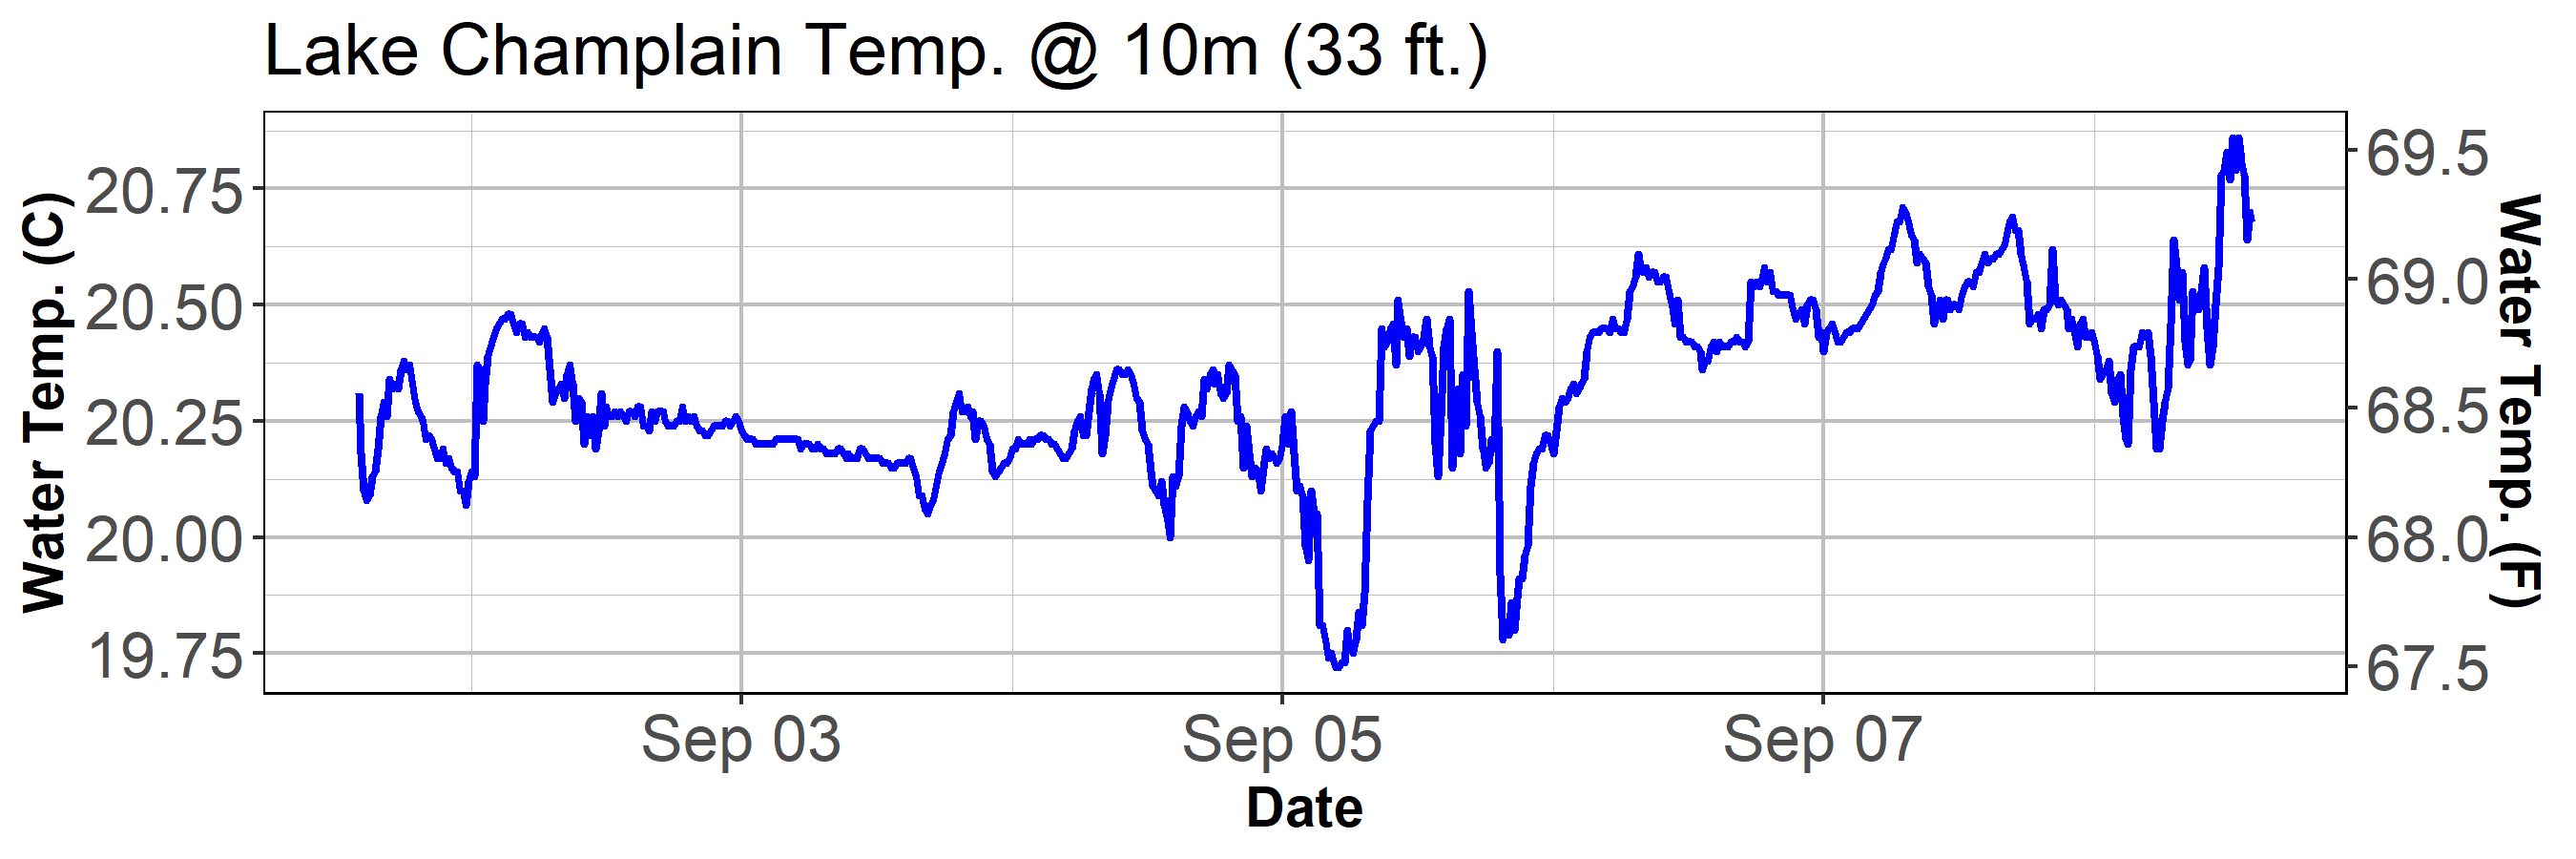 Lake Champlain Temp. @ 10m (33 ft.)
Water Temp. (C)
20.75
20.50
20.25
20.00
19.75
69.5
69.0
68.5
68.0
67.5
Water Temp. (F)
Sep 03
Sep 05
Sep 07
Date